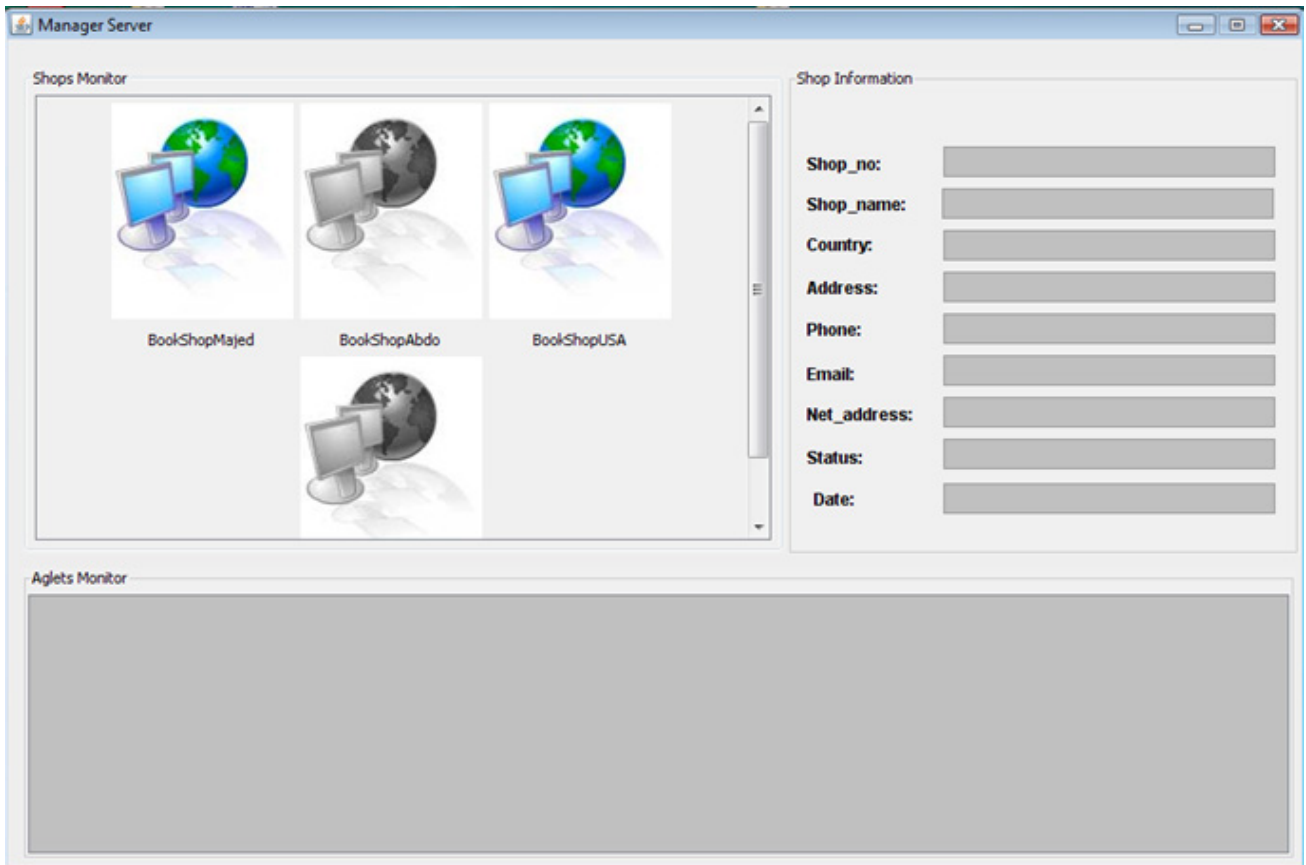 Manager Server
Shops Monitor
BookShopMajed
BookShopAbdo
BookShopUSA
Shop Information
Shop_no:
Shop_name:
Country:
Address:
Phone:
Email:
Net_address:
Status:
Date:
Aglets Monitor